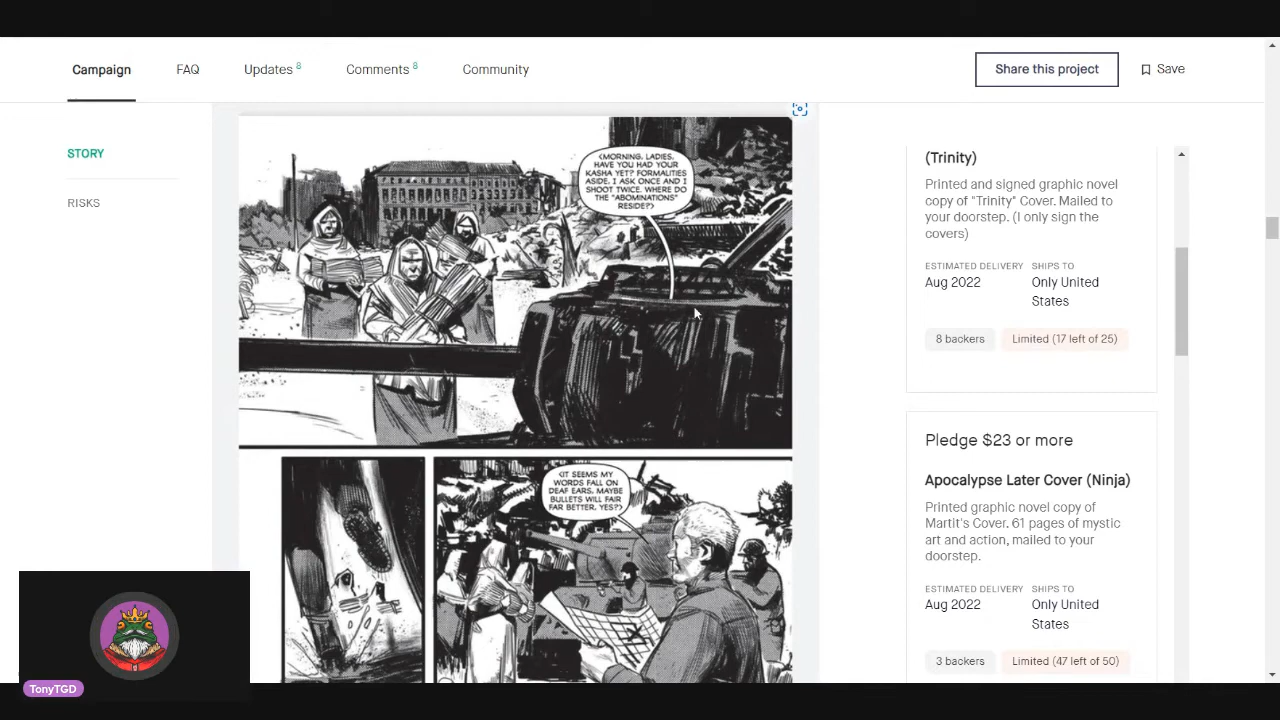 Campaign
FAQ
Updates 8
Comments 8
Community
Share this project
Save
STORY
RISKS
<MORNING, LADIES.
HAVE YOU HAD YOUR
KASHA YET? FORMALITIES
ASIDE, I ASK ONCE AND I
SHOOT TWICE. WHERE DO
THE "ABOMINATIONS"
RESIDE?>
<IT SEEMS MY
WORDS FALL ON
DEAF EARS, MAYBE
BULLETS WILL FAIR
FAR BETTER. YES?>
(Trinity)
Printed and signed graphic novel
copy of "Trinity" Cover. Mailed to
your doorstep. (I only sign the
covers)
ESTIMATED DELIVERY
Aug 2022
SHIPS TO
Only United
States
8 backers
Limited (17 left of 25)
Pledge $23 or more
Apocalypse Later Cover (Ninja)
Printed graphic novel copy of
Martit's Cover. 61 pages of mystic
art and action, mailed to your
doorstep.
ESTIMATED DELIVERY
Aug 2022
SHIPS TO
Only United
States
3 backers
Limited (47 left of 50)
TonyTGD